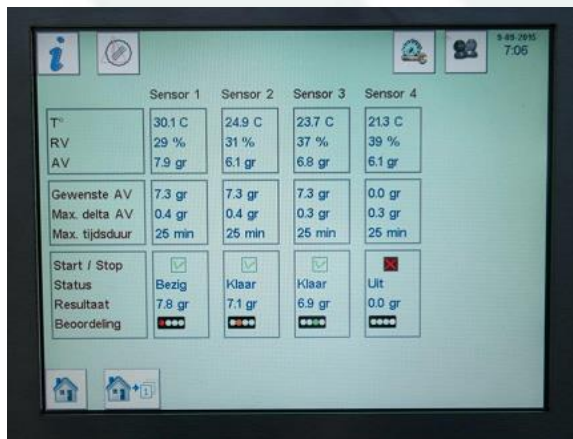 9-09-2015
7:06
Sensor 1 Sensor 2 Sensor 3 Sensor 4
T° 30.1 C 24.9 C 23.7 C 21.3 C
RV 29 % 31 % 37 % 39 %
AV 7.9 gr 6.1 gr 6.8 gr 6.1 gr
Gewenste AV 7.3 gr 7.3 gr 7.3 gr 0.0 gr
Max. delta AV 0.4 gr 0.4 gr 0.3 gr 0.3 gr
Max. tijdsduur 25 min 25 min 25 min 25 min
Start / Stop
Status Bezig Klaar Klaar Uit
Resultaat 7.8 gr 7.1 gr 6.9 gr 0.0 gr
Beoordeling
1